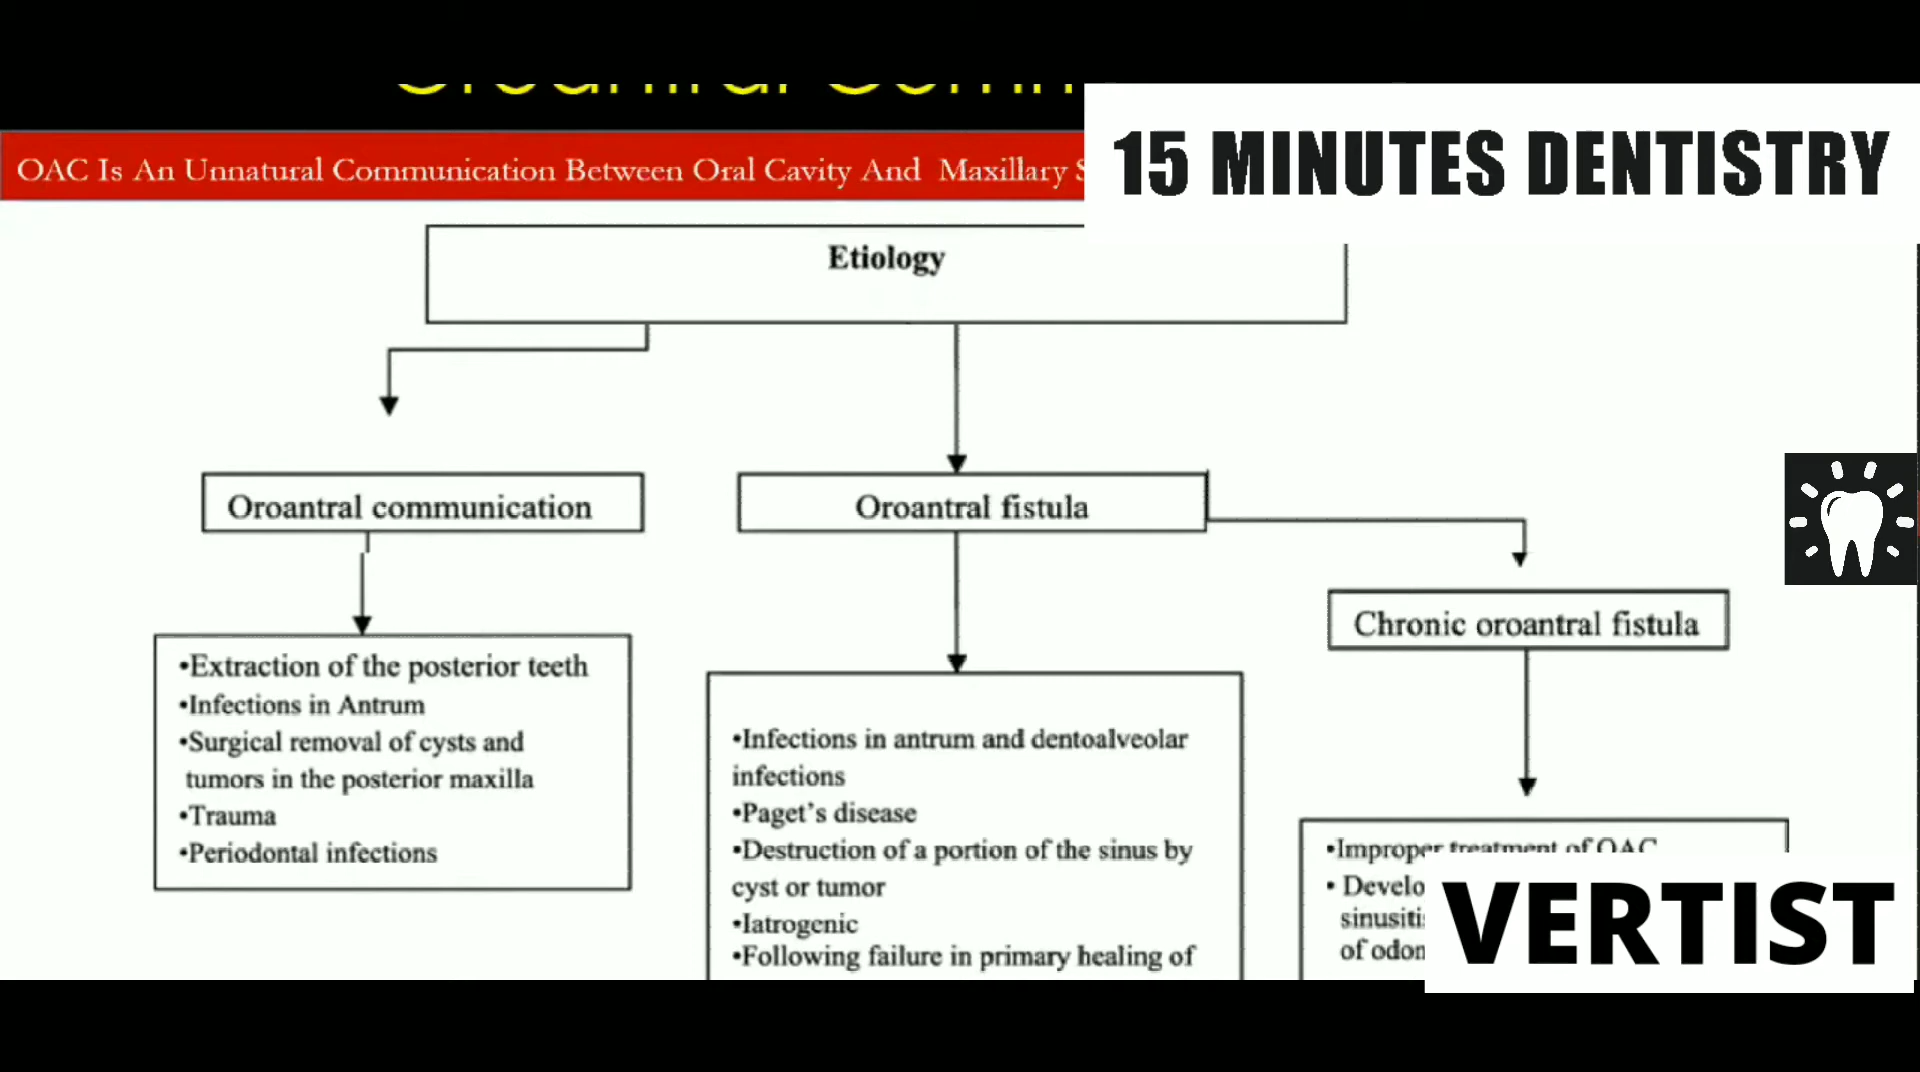 OAC Is An Unnatural Communication Between Oral Cavity And Maxillary
15 MINUTES DENTISTRY
Etiology
Oroantral communication
Oroantral fistula
Chronic oroantral fistula
•Extraction of the posterior teeth
•Infections in Antrum
•Surgical removal of cysts and
tumors in the posterior maxilla
•Trauma
•Periodontal infections
•Infections in antrum and dentoalveolar
infections
•Paget's disease
•Destruction of a portion of the sinus by
cyst or tumor
•Iatrogenic
•Following failure in primary healing of
•Improper treatment of OAC
of
VERTIST